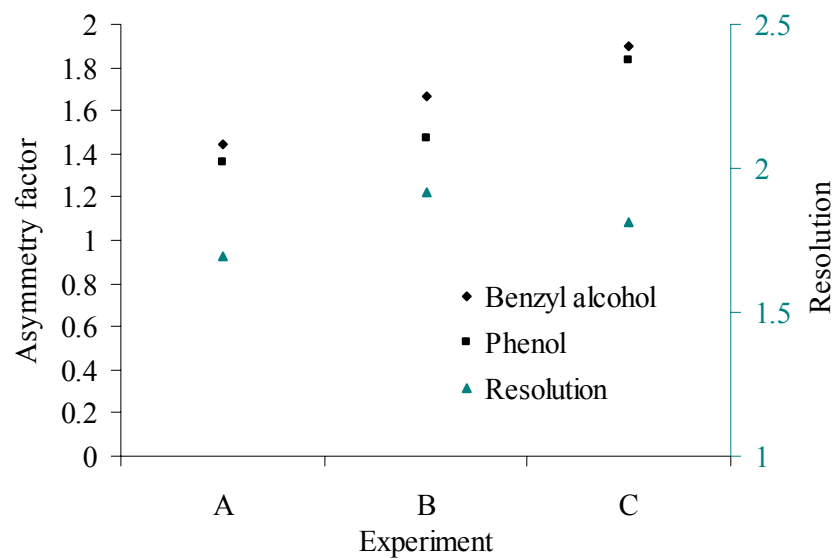 Asymmetry factor
2
1.8
1.6
1.4
1.2
1
0.8
0.6
0.4
0.2
0
2.5
2
1.5
1
Resolution
Benzyl alcohol
Phenol
Resolution
A B C
Experiment